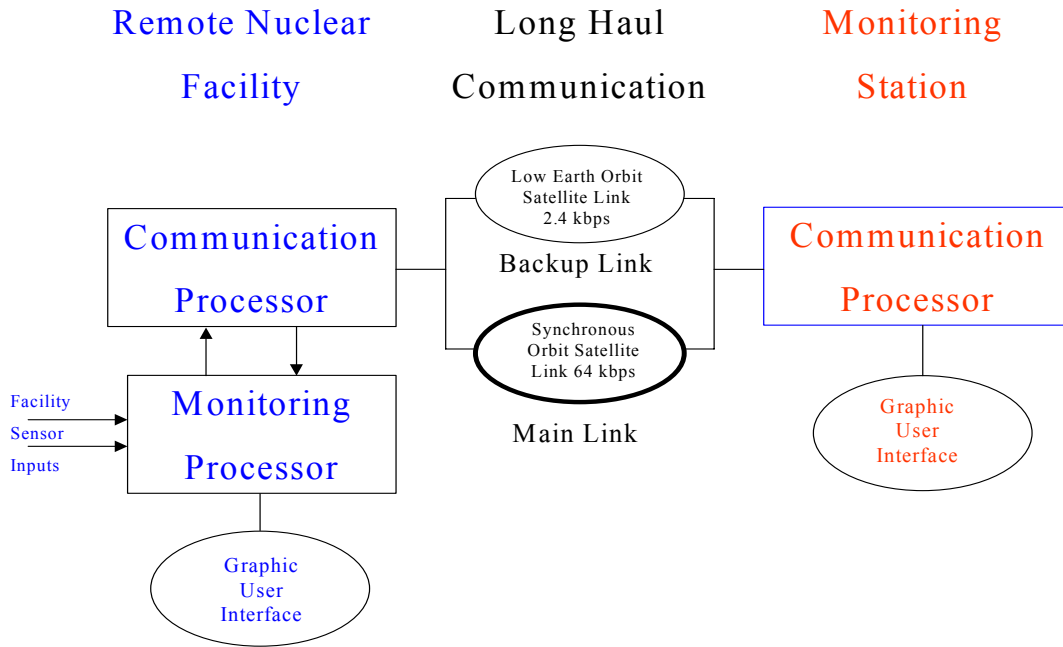 Remote Nuclear
Facility
Long Haul
Communication
Monitoring
Station
Low Earth Orbit
Satellite Link
2.4 kbps
Backup Link
Communication
Processor
Communication
Processor
Synchronous
Orbit Satellite
Link 64 kbps
Main Link
Facility
Sensor
Inputs
Monitoring
Processor
Graphic
User
Interface
Graphic
User
Interface